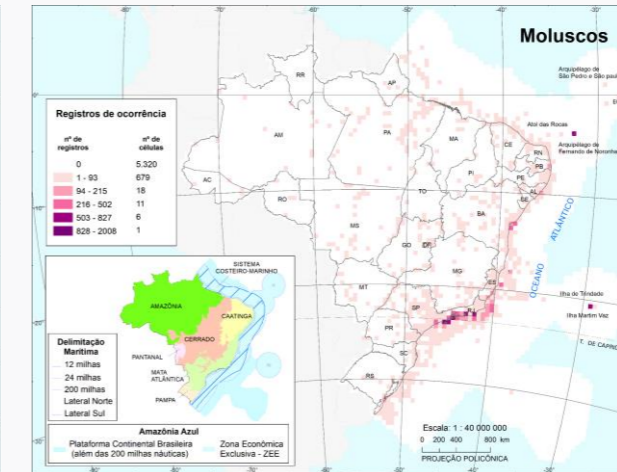 Moluscos
Arquipélago de
São Pedro e São paulo
Registros de ocorrência
nº de
registros
nº de
células
0 5,320
1 - 93 679
94 - 215 18
216 - 502 11
503 - 827 6
828 - 2008 1
RR
AP
AM
PA
MA
CE
RN
PB
PE
AL
SE
PI
AC
RO
TO
BA
MS
GO
DF
MT
MG
ES
SP
RJ
PR
SC
RS
Atol das Rocas
Arquipélago de
Fernando de Noronha
OCEANO
ATLÂNTICO
Ilha de Trindade
Ilha Martim Vaz
T. DE CAPRIC
0°
SISTEMA
COSTEIRO-MARINHO
AMAZÔNIA
CAATINGA
CERRADO
PANTANAL
MATA
ATLÂNTICA
PAMPA
Delimitação
Marítima
12 milhas
24 milhas
200 milhas
Lateral Norte
Lateral Sul
Amazônia Azul
Plataforma Continental Brasileira
(além das 200 milhas náuticas)
Zona Econômica
Exclusiva - ZEE
Escala: 1 : 40 000 000
0 200 400 800 km
PROJEÇÃO POLICÔNICA